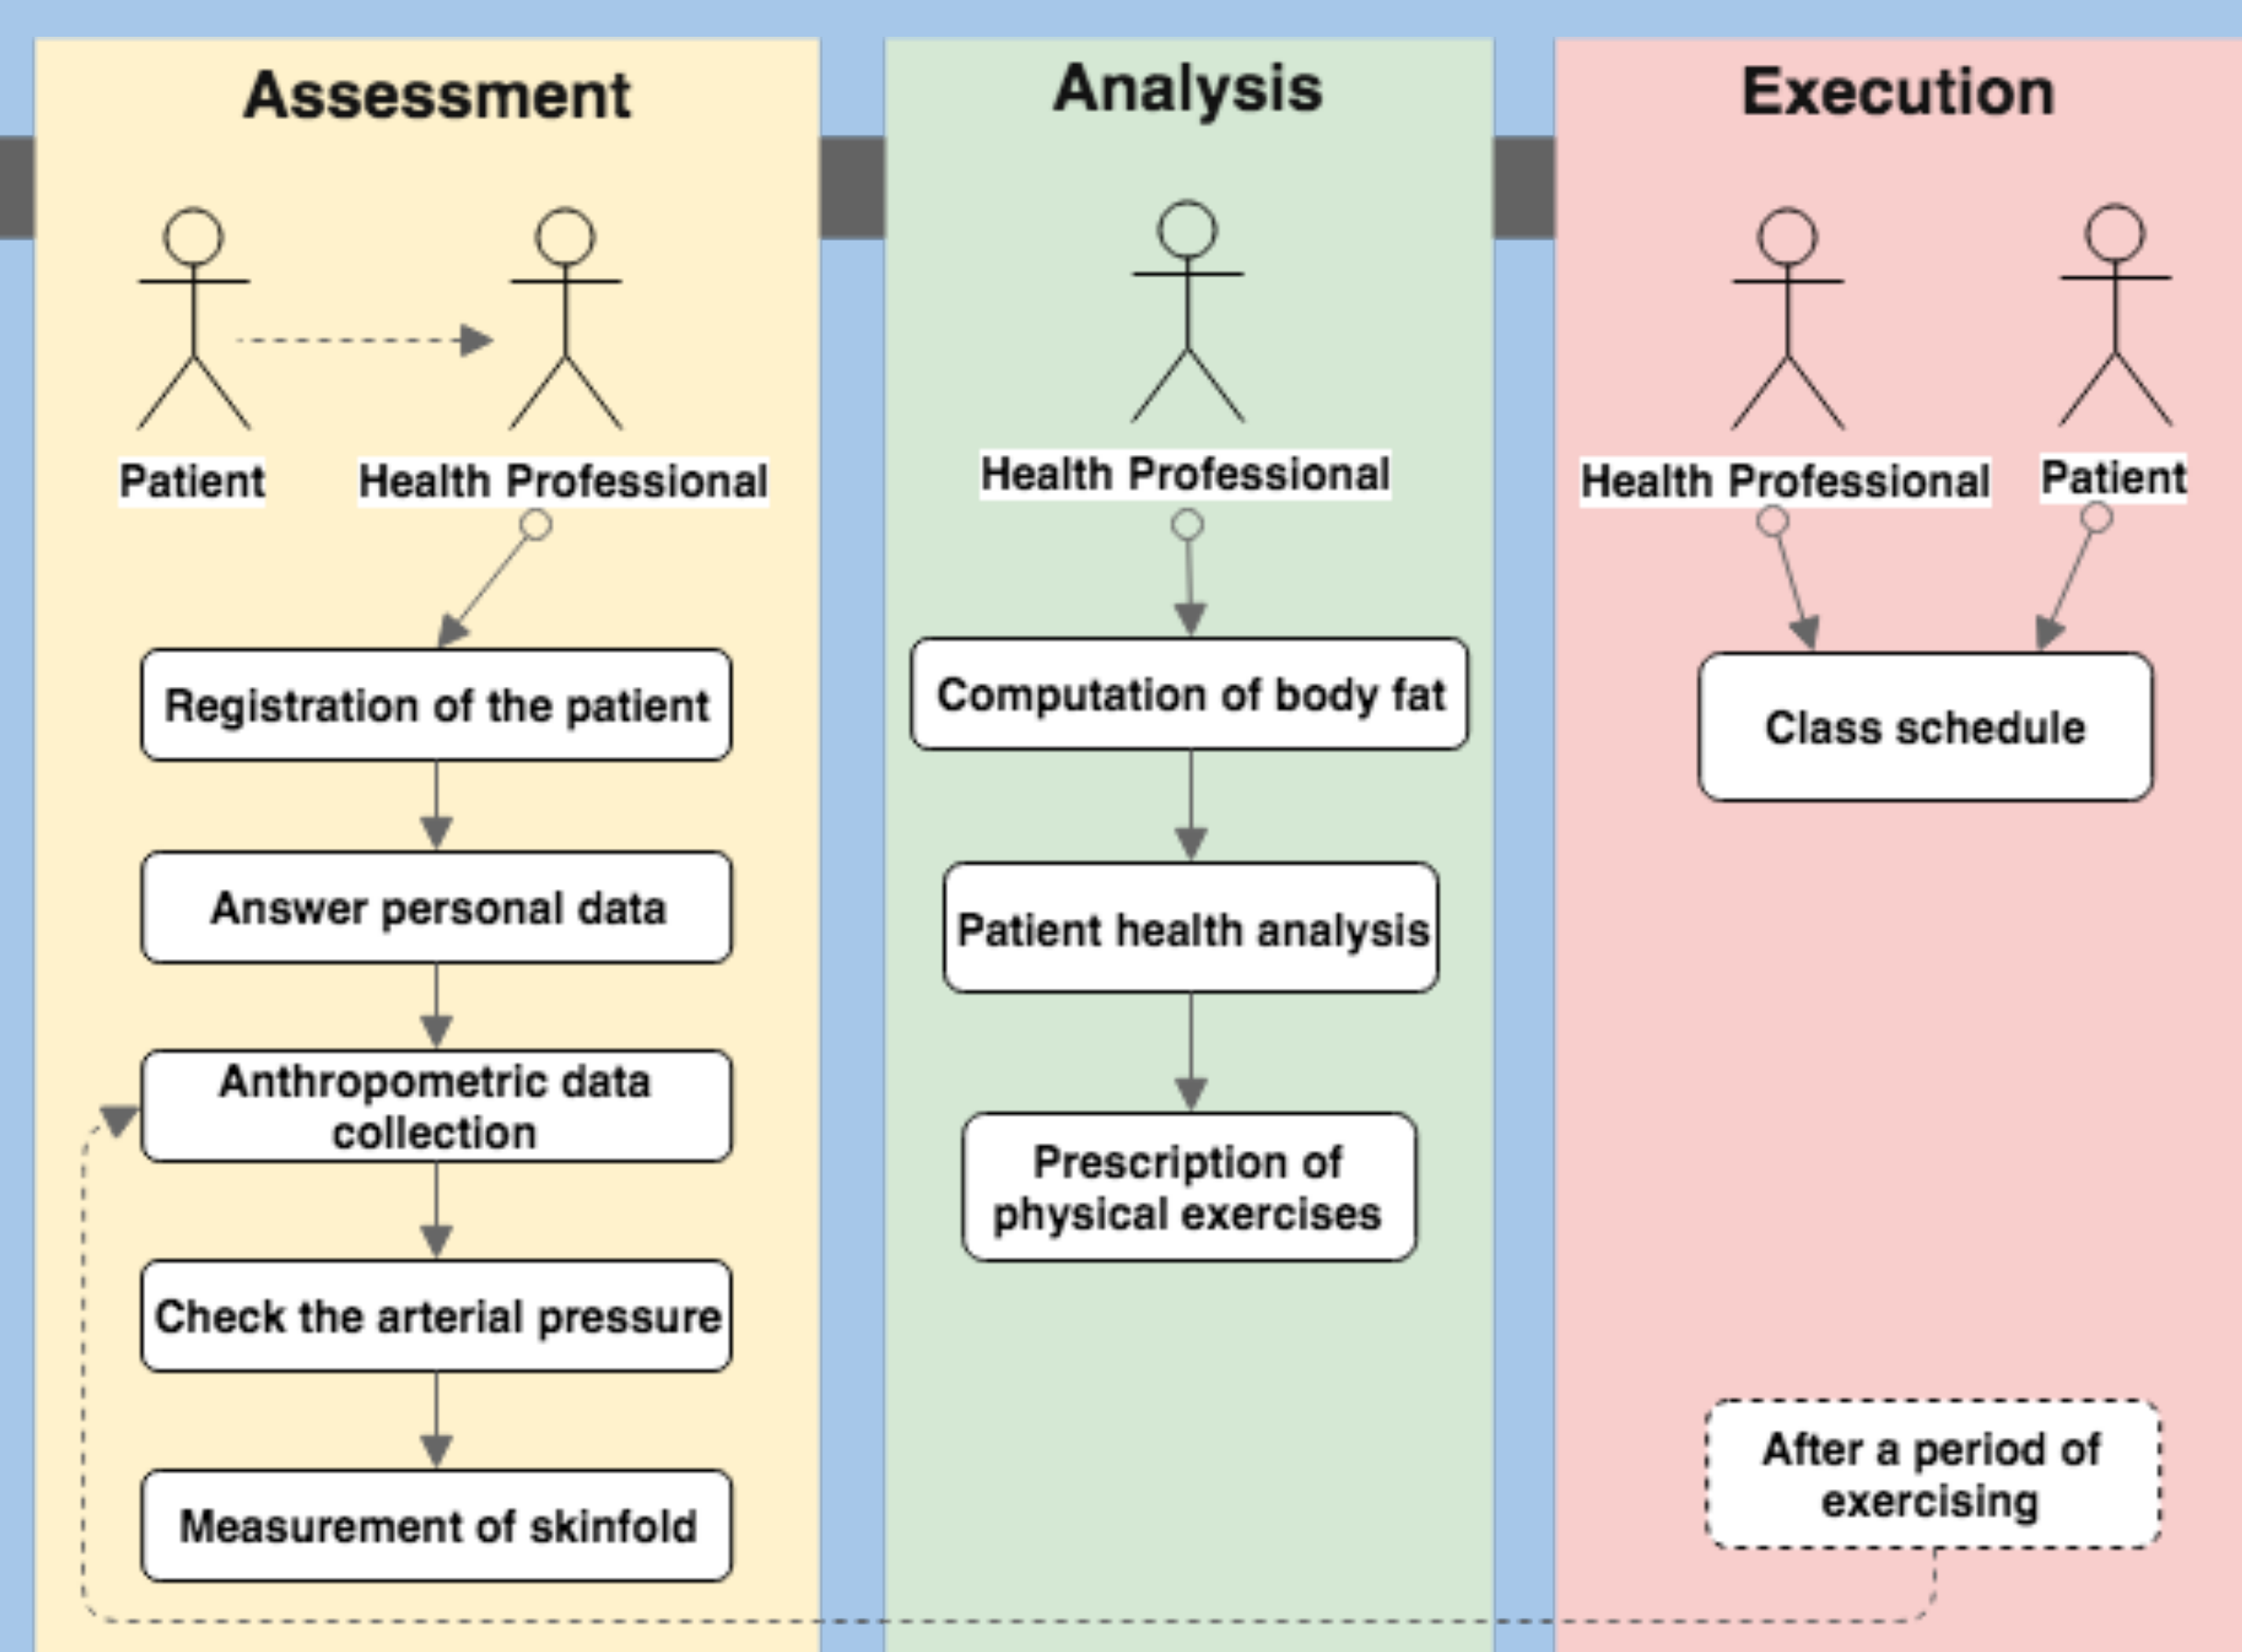 Assessment
Patient
Health Professional
Registration of the patient
Answer personal data
Anthropometric data
collection
Check the arterial pressure
Measurement of skinfold
Analysis
Health Professional
Computation of body fat
Patient health analysis
Prescription of
physical exercises
Execution
Health Professional
Patient
Class schedule
After a period of
exercising